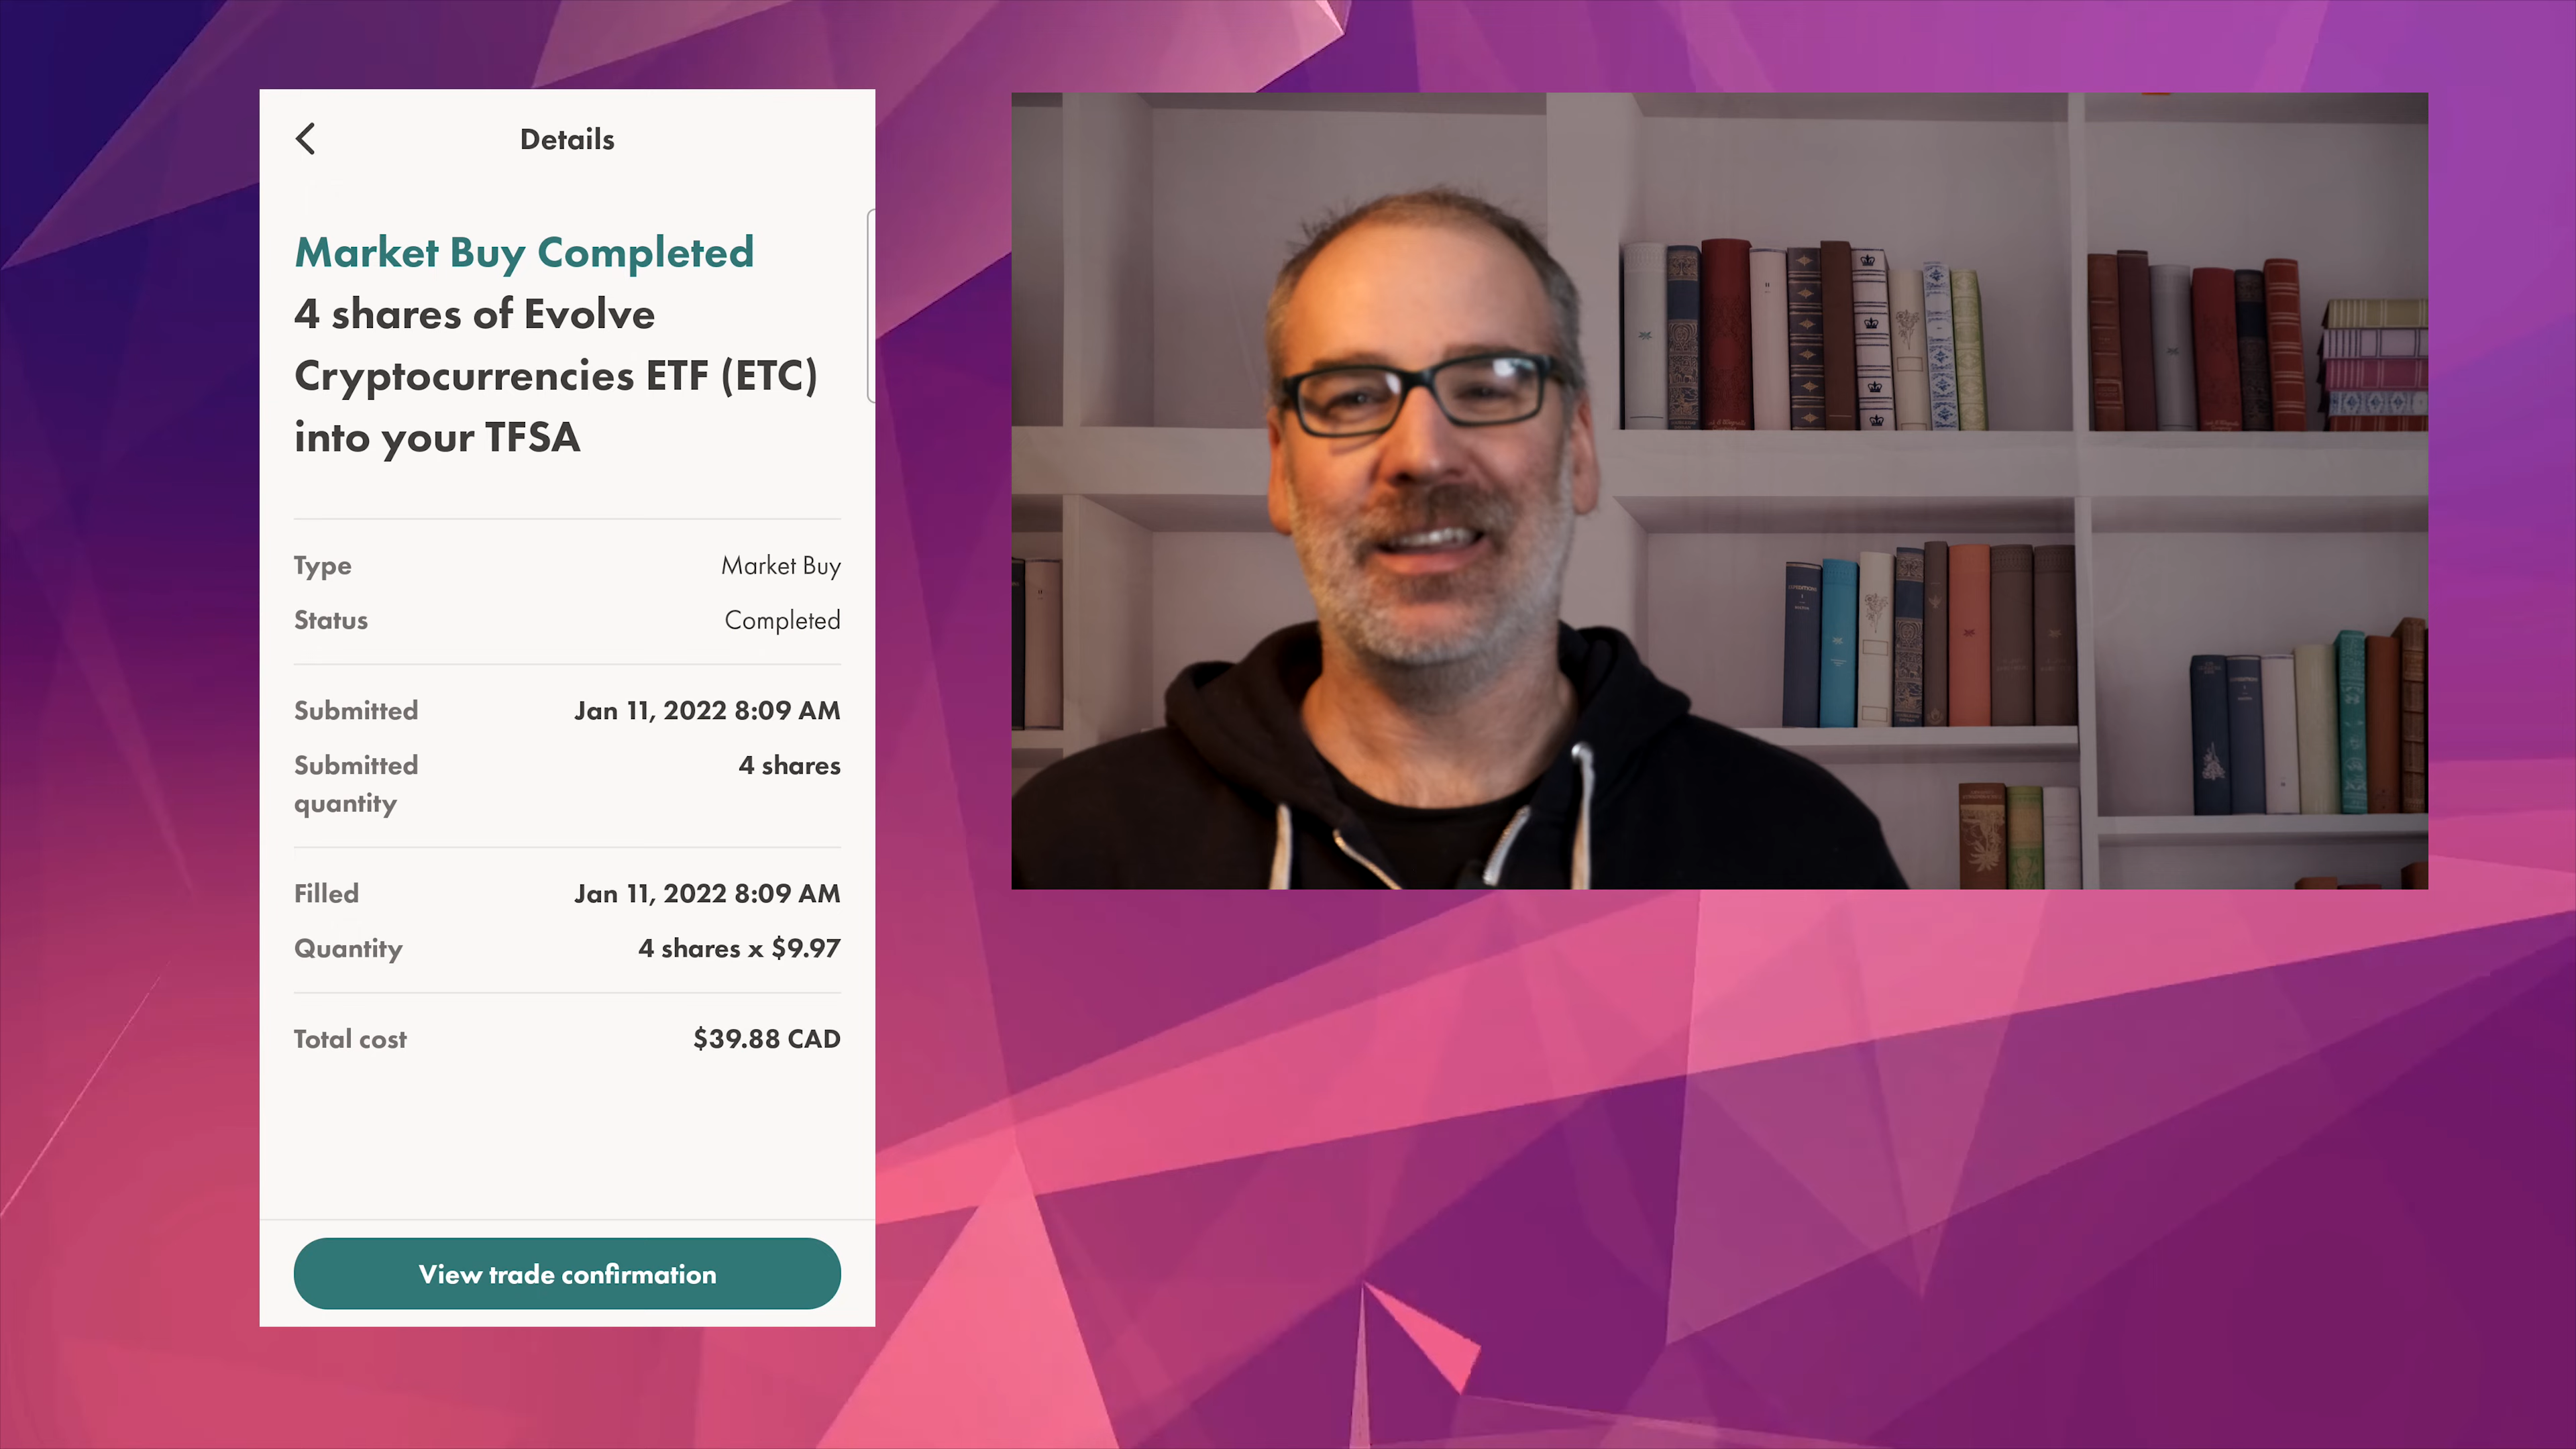 Details
Market Buy Completed
4 shares of Evolve
Cryptocurrencies ETF (ETC)
into your TFSA
Type Market Buy
Status Completed
Submitted Jan 11, 2022 8:09 AM
Submitted quantity 4 shares
Filled Jan 11, 2022 8:09 AM
Quantity 4 shares x $9.97
Total cost $39.88 CAD
View trade confirmation